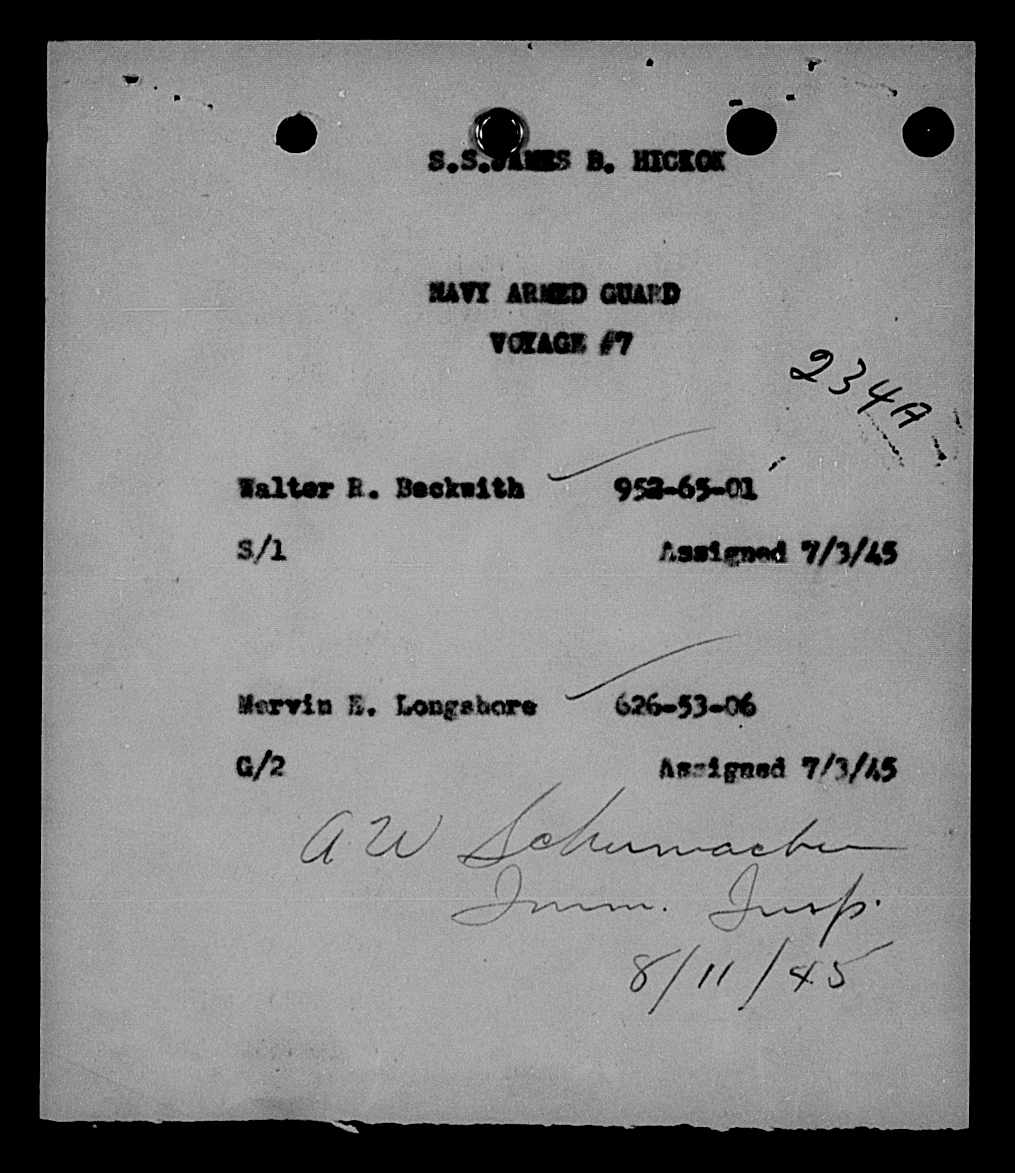 S.S.JAMES B. HICKOK
NAVY ARMED GUARD
VOYAGE #7
234A
Walter R. Beckwith 952-65-01
S/1 Assigned 7/3/45
Mervin E. Longshore 626-53-06
G/2 Assigned 7/3/45
A.W Schumacher
Imm. Insp.
8/11/45